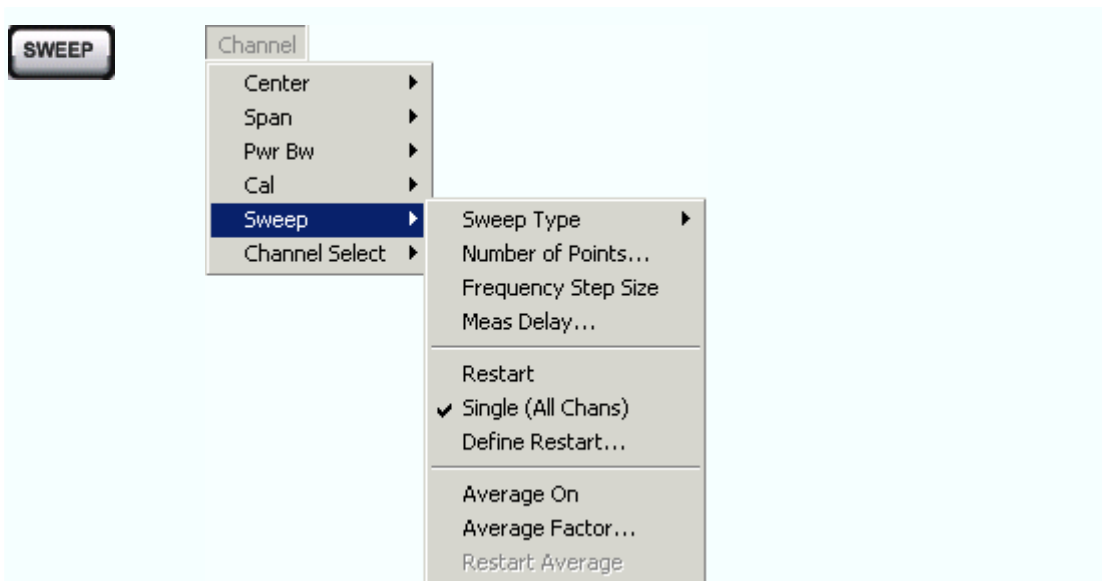 SWEEP
Channel
Center
Span
Pwr Bw
Cal
Sweep
Channel Select
Sweep Type
Number of Points...
Frequency Step Size
Meas Delay...
Restart
Single (All Chans)
Define Restart...
Average On
Average Factor...
Restart Average